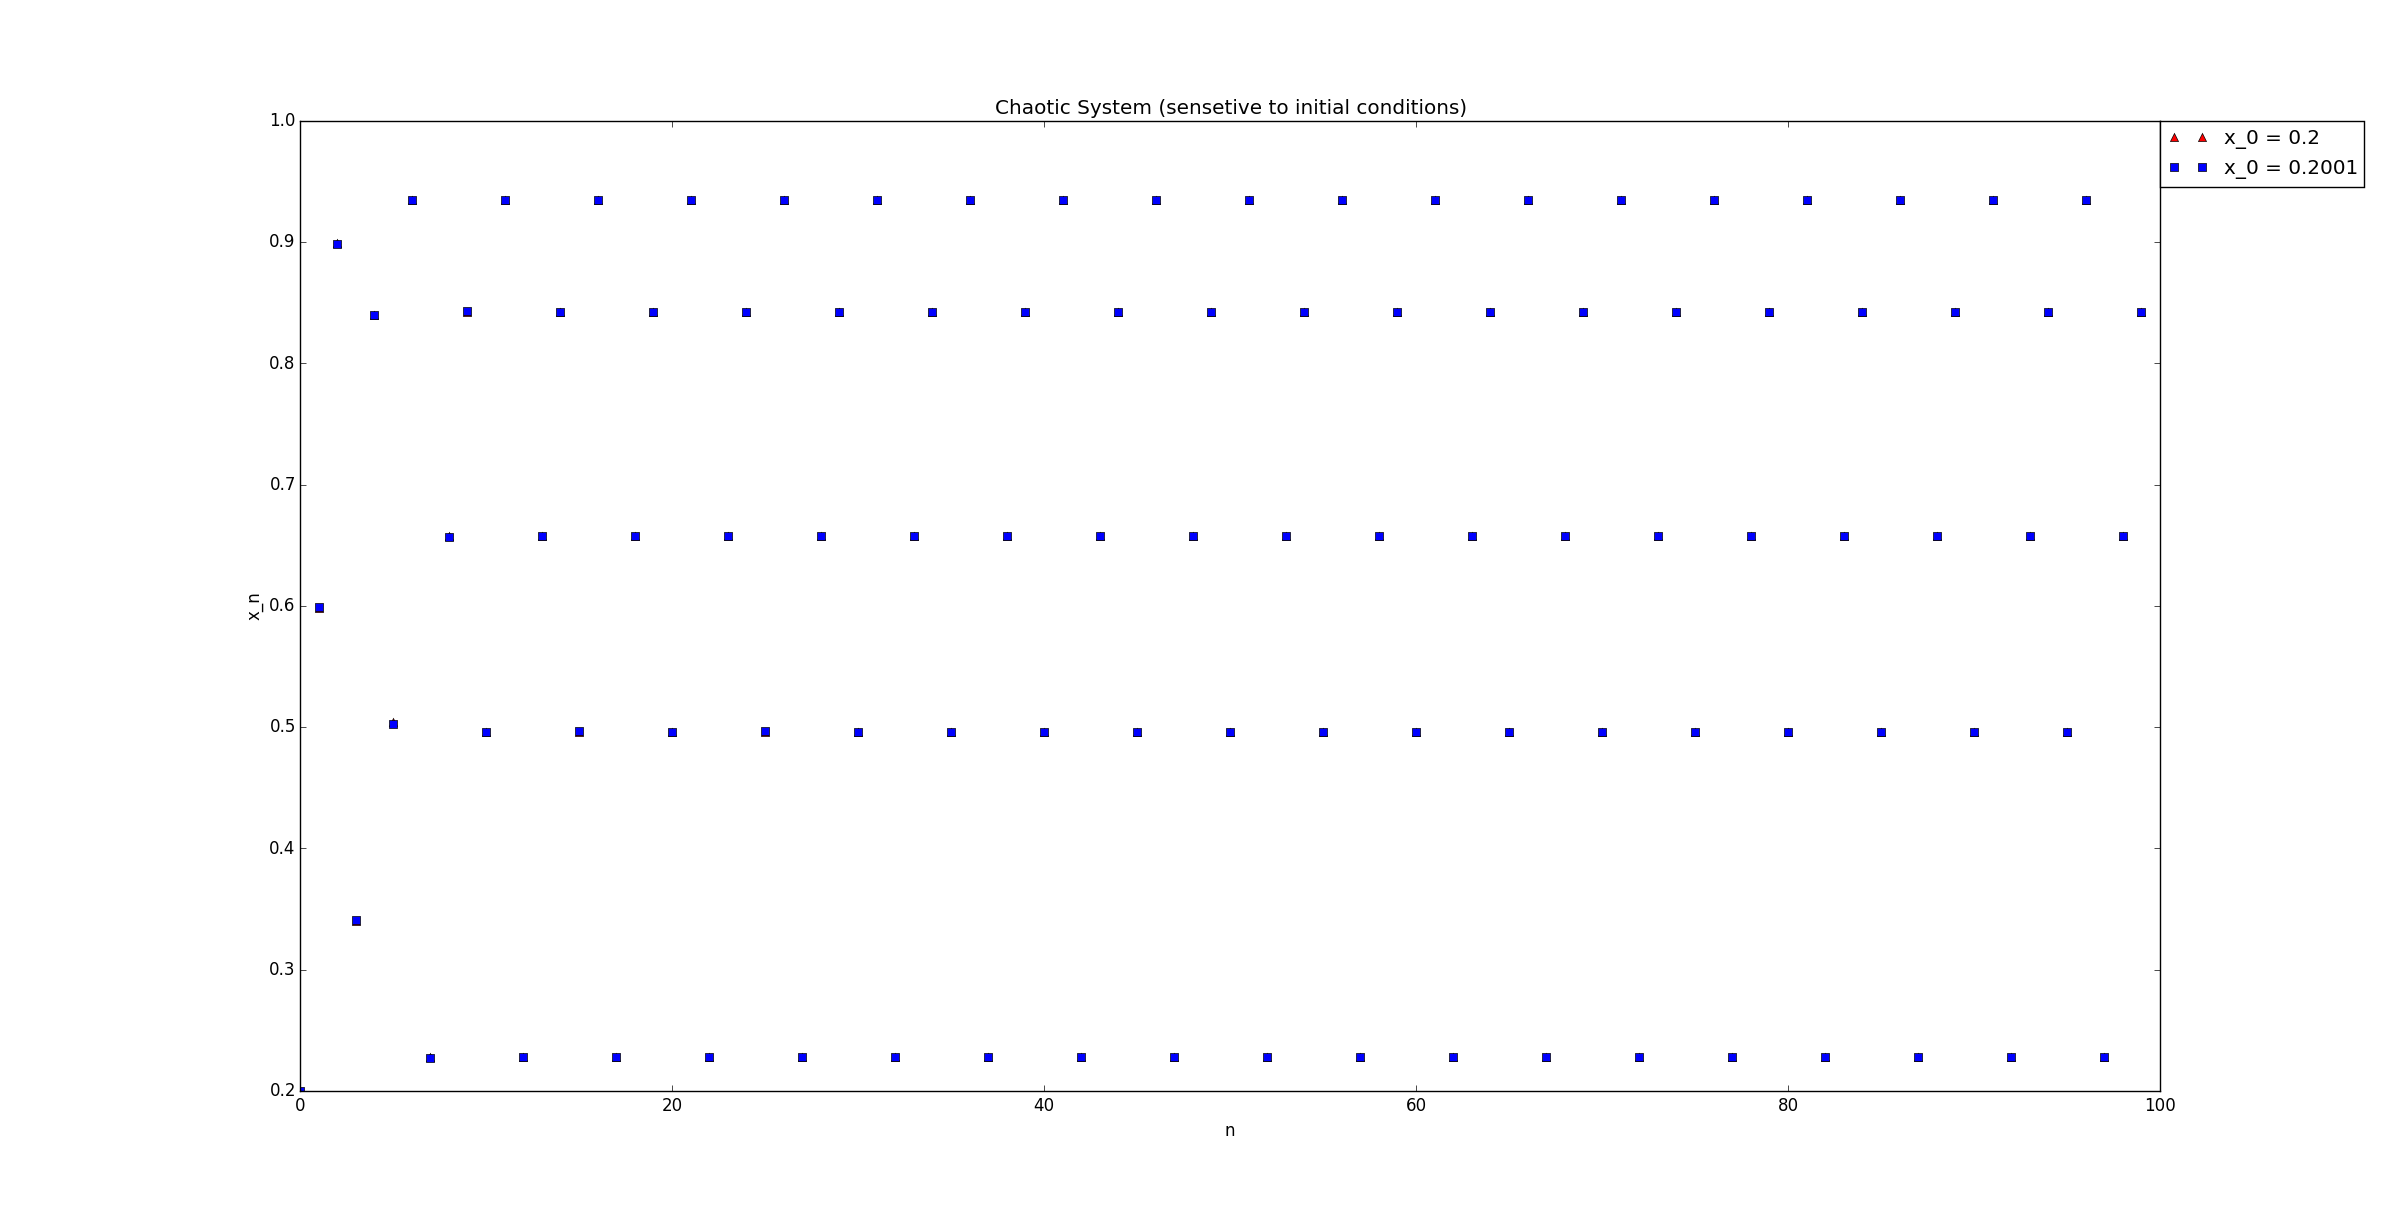 Chaotic System (sensetive to initial conditions)
1.0
0.9
0.8
0.7
0.6
0.5
0.4
0.3
0.2
x_n
0 20 40 60 80 100
n
x_0 = 0.2
x_0 = 0.2001